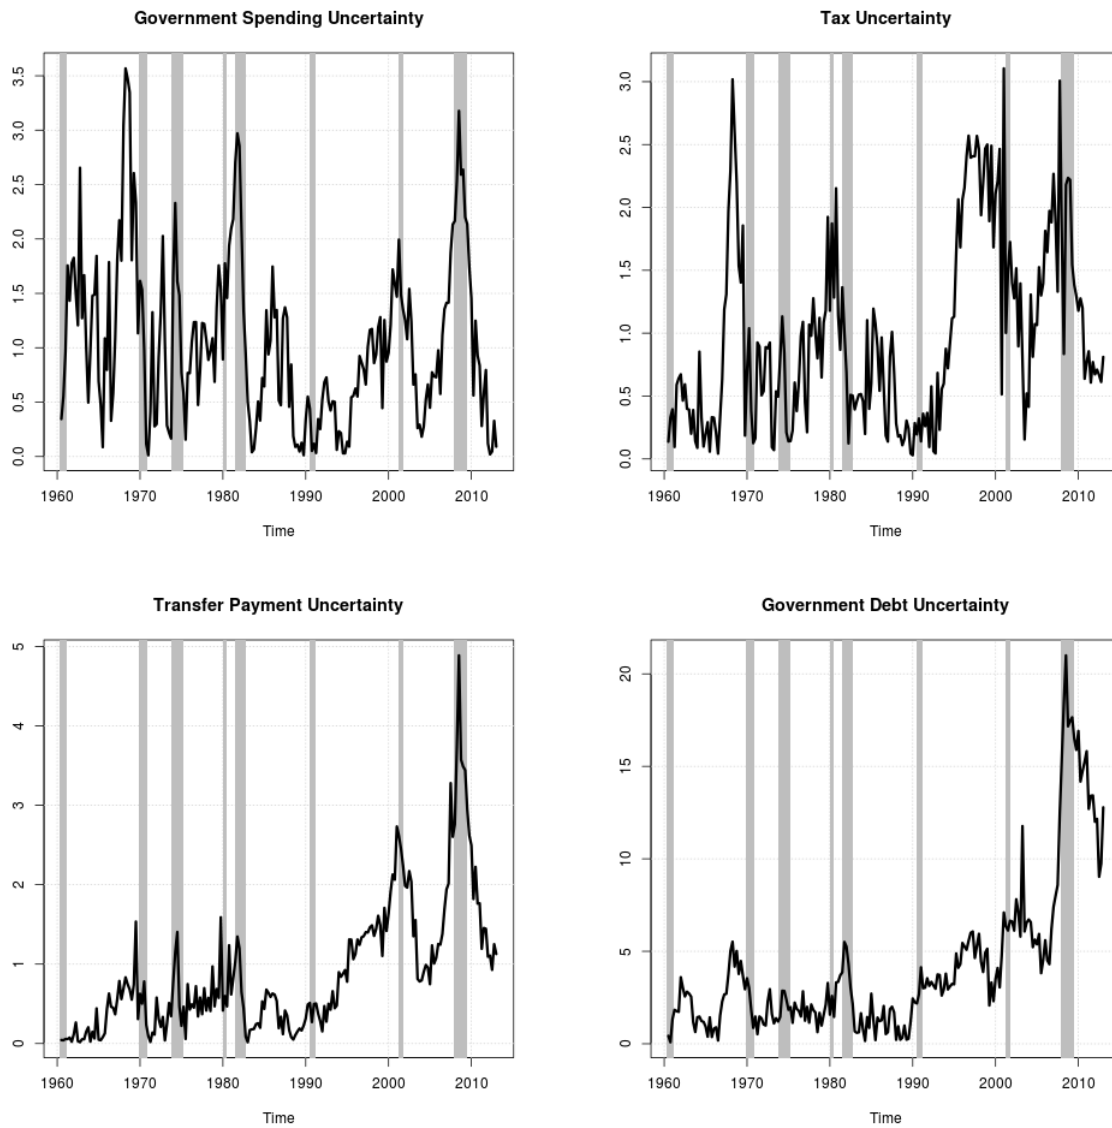 Government Spending Uncertainty
3.5
3.0
2.5
2.0
1.5
1.0
0.5
0.0
1960 1970 1980 1990 2000 2010
Time
Tax Uncertainty
3.0
2.5
2.0
1.5
1.0
0.5
0.0
1960 1970 1980 1990 2000 2010
Time
Transfer Payment Uncertainty
5
4
3
2
1
0
1960 1970 1980 1990 2000 2010
Time
Government Debt Uncertainty
20
15
10
5
0
1960 1970 1980 1990 2000 2010
Time